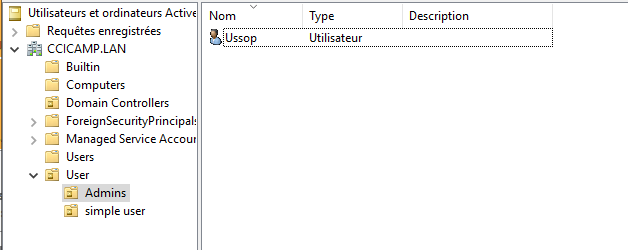 Utilisateurs et ordinateurs Active
Requêtes enregistrées
CCICAMP.LAN
Builtin
Computers
Domain Controllers
ForeignSecurityPrincipals
Managed Service Accour
Users
User
Admins
simple user
Nom Type Description
Ussop Utilisateur